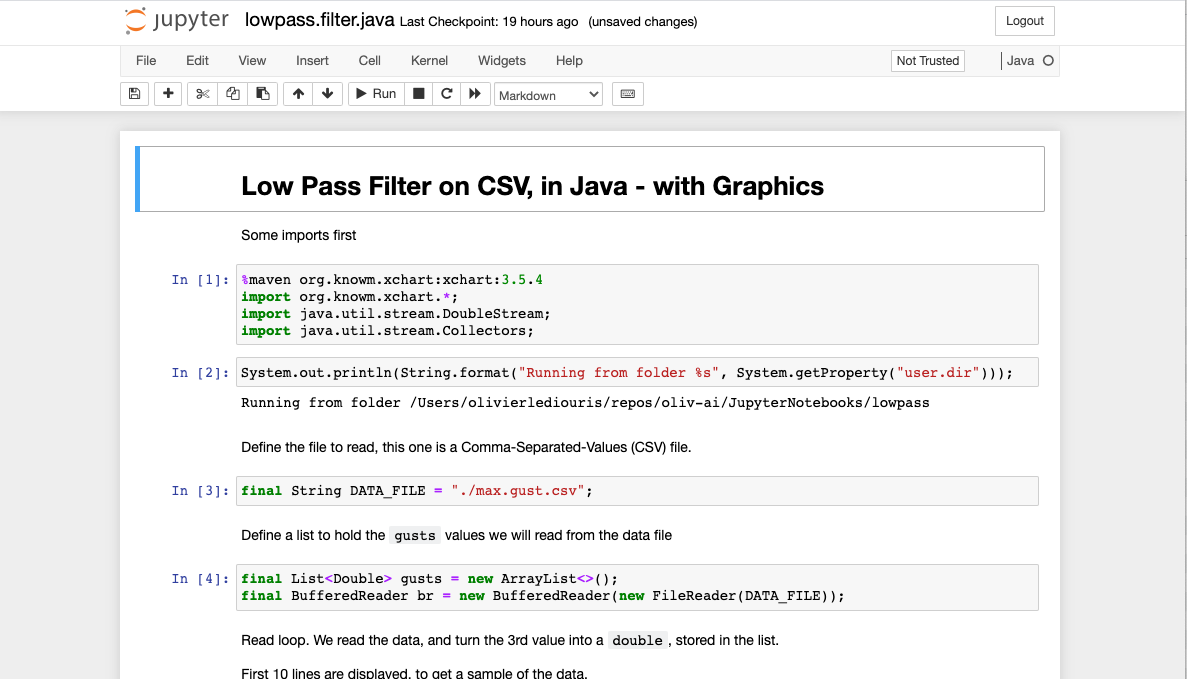 jupyter lowpass.filter.java Last Checkpoint: 19 hours ago (unsaved changes) Logout
File Edit View Insert Cell Kernel Widgets Help Not Trusted Java
Run Markdown
Low Pass Filter on CSV, in Java - with Graphics
Some imports first
In [1]: %maven org.knowm.xchart:xchart:3.5.4
import org.knowm.xchart.*;
import java.util.stream.DoubleStream;
import java.util.stream.Collectors;
In [2]: System.out.println(String.format("Running from folder %s", System.getProperty("user.dir")));
Running from folder /Users/olivierlediouris/repos/oliv-ai/JupyterNotebooks/lowpass
Define the file to read, this one is a Comma-Separated-Values (CSV) file.
In [3]: final String DATA_FILE = "./max.gust.csv";
Define a list to hold the gusts values we will read from the data file
In [4]: final List<Double> gusts = new ArrayList<>();
final BufferedReader br = new BufferedReader(new FileReader(DATA_FILE));
Read loop. We read the data, and turn the 3rd value into a double , stored in the list.
First 10 lines are displayed, to get a sample of the data.